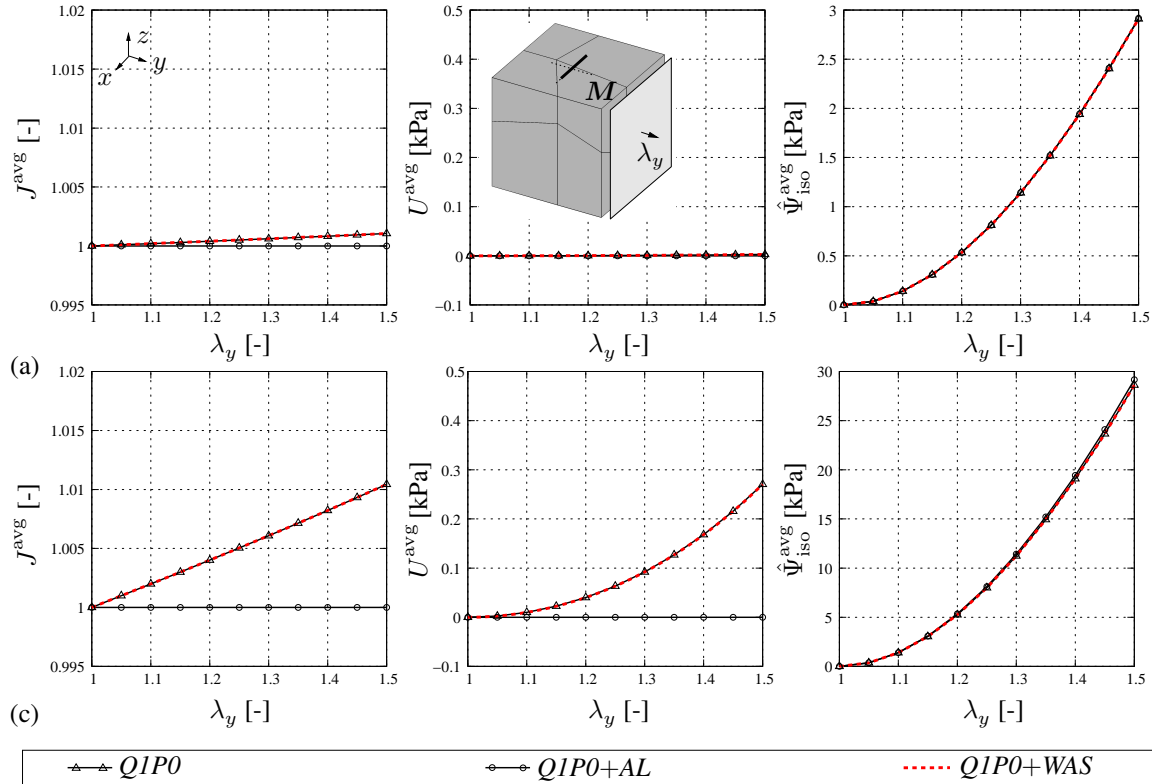 1.02
1.015
1.01
1.005
1
0.995
J^avg [-]
z
y
x
1 1.1 1.2 1.3 1.4 1.5
λ_y [-]
0.5
0.4
0.3
0.2
0.1
0
−0.1
U^avg [kPa]
M
λ_y
1 1.1 1.2 1.3 1.4 1.5
λ_y [-]
3
2.5
2
1.5
1
0.5
0
Ψ̂_iso^avg [kPa]
1 1.1 1.2 1.3 1.4 1.5
λ_y [-]
(a)
1.02
1.015
1.01
1.005
1
0.995
J^avg [-]
1 1.1 1.2 1.3 1.4 1.5
λ_y [-]
0.5
0.4
0.3
0.2
0.1
0
−0.1
U^avg [kPa]
1 1.1 1.2 1.3 1.4 1.5
λ_y [-]
30
25
20
15
10
5
0
Ψ̂_iso^avg [kPa]
1 1.1 1.2 1.3 1.4 1.5
λ_y [-]
(c)
Q1P0
Q1P0+AL
Q1P0+WAS